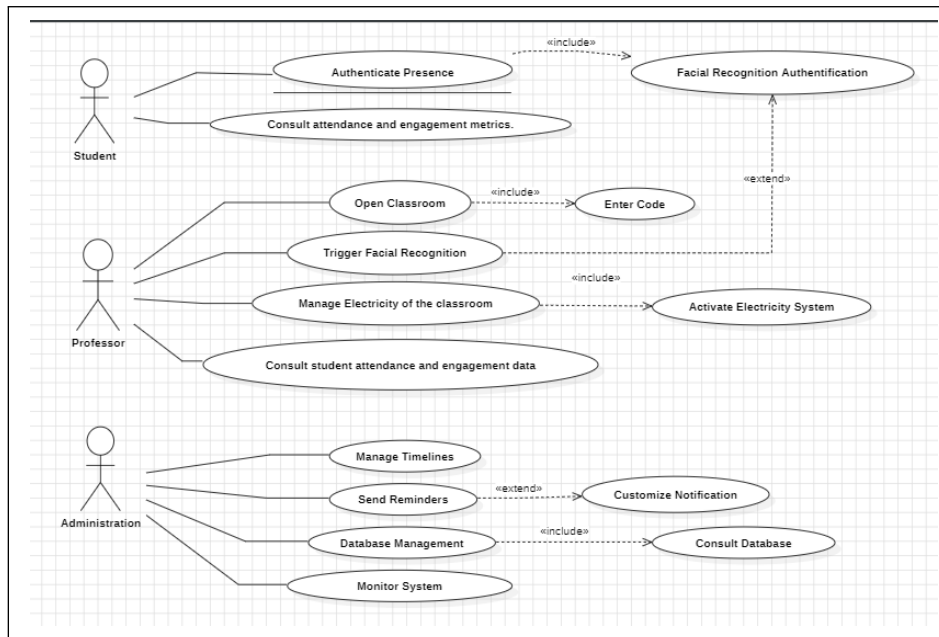 «include»
Authenticate Presence
Facial Recognition Authentification
Consult attendance and engagement metrics.
Student
«extend»
Open Classroom
«include»
Enter Code
Trigger Facial Recognition
«include»
Manage Electricity of the classroom
Activate Electricity System
Professor
Consult student attendance and engagement data
Manage Timelines
«extend»
Send Reminders
Customize Notification
Administration
Database Management
«include»
Consult Database
Monitor System